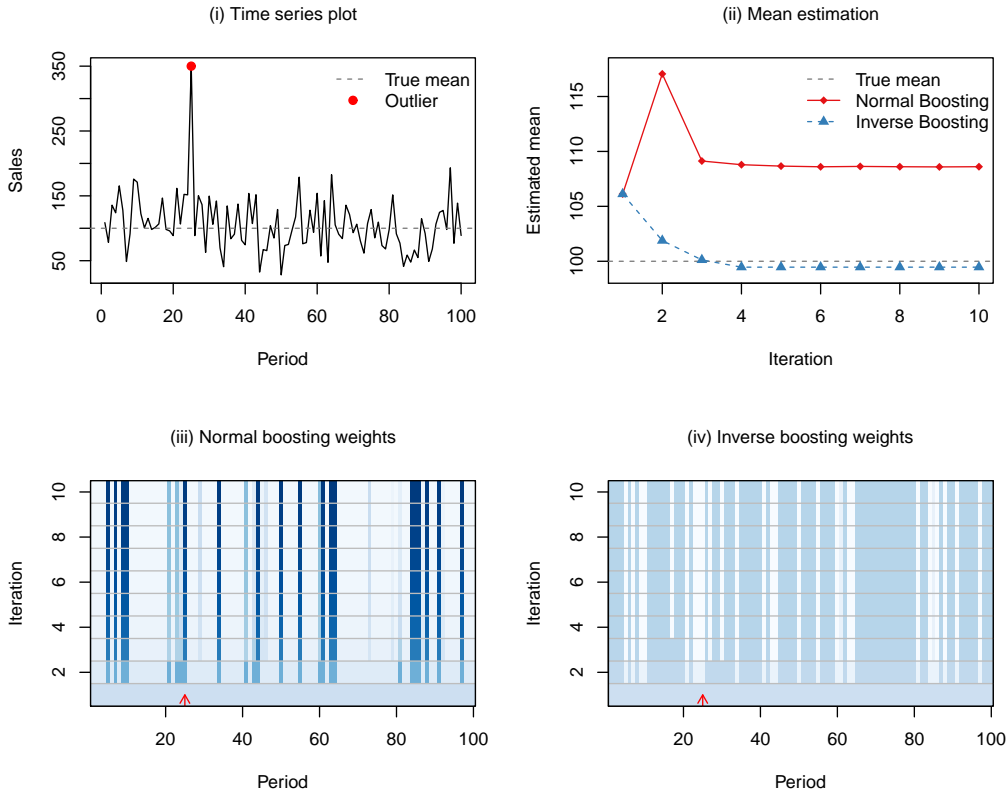 (i) Time series plot
Sales
350
250
150
50
True mean
Outlier
0 20 40 60 80 100
Period
(ii) Mean estimation
Estimated mean
115
110
105
100
True mean
Normal Boosting
Inverse Boosting
2 4 6 8 10
Iteration
(iii) Normal boosting weights
Iteration
10
8
6
4
2
20 40 60 80 100
Period
(iv) Inverse boosting weights
Iteration
10
8
6
4
2
20 40 60 80 100
Period